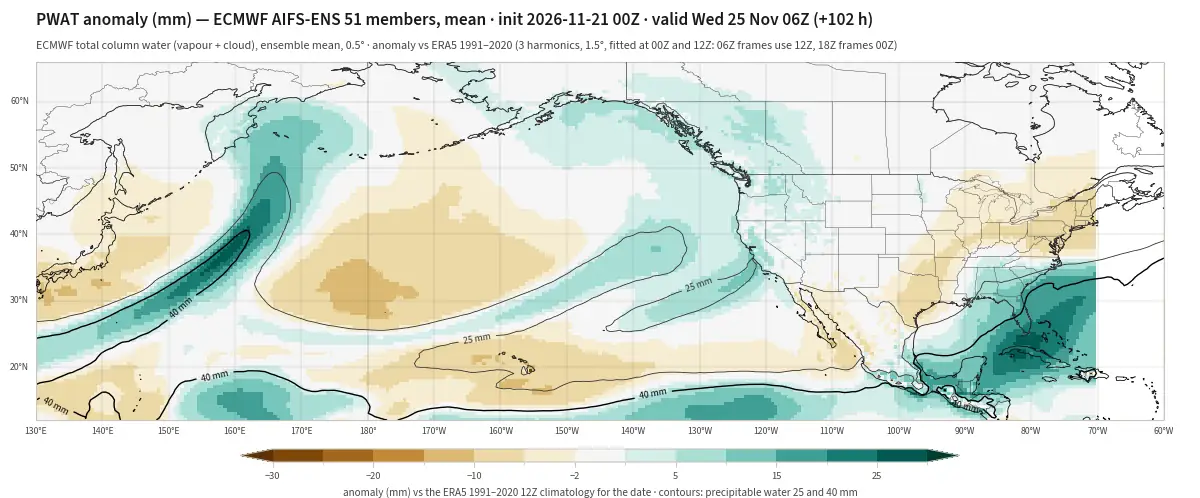 PWAT anomaly (mm) — ECMWF AIFS-ENS 51 members, mean · init 2026-11-21 00Z · valid Wed 25 Nov 06Z (+102 h)
ECMWF total column water (vapour + cloud), ensemble mean, 0.5° · anomaly vs ERA5 1991–2020 (3 harmonics, 1.5°, fitted at 00Z and 12Z: 06Z frames use 12Z, 18Z frames 00Z)
60°N
50°N
40°N
30°N
20°N
40 mm
25 mm
25 mm
40 mm
40 mm
40 mm
40 mm
130°E 140°E 150°E 160°E 170°E 180° 170°W 160°W 150°W 140°W 130°W 120°W 110°W 100°W 90°W 80°W 70°W 60°W
−30 −20 −10 −2 5 15 25
anomaly (mm) vs the ERA5 1991–2020 12Z climatology for the date · contours: precipitable water 25 and 40 mm